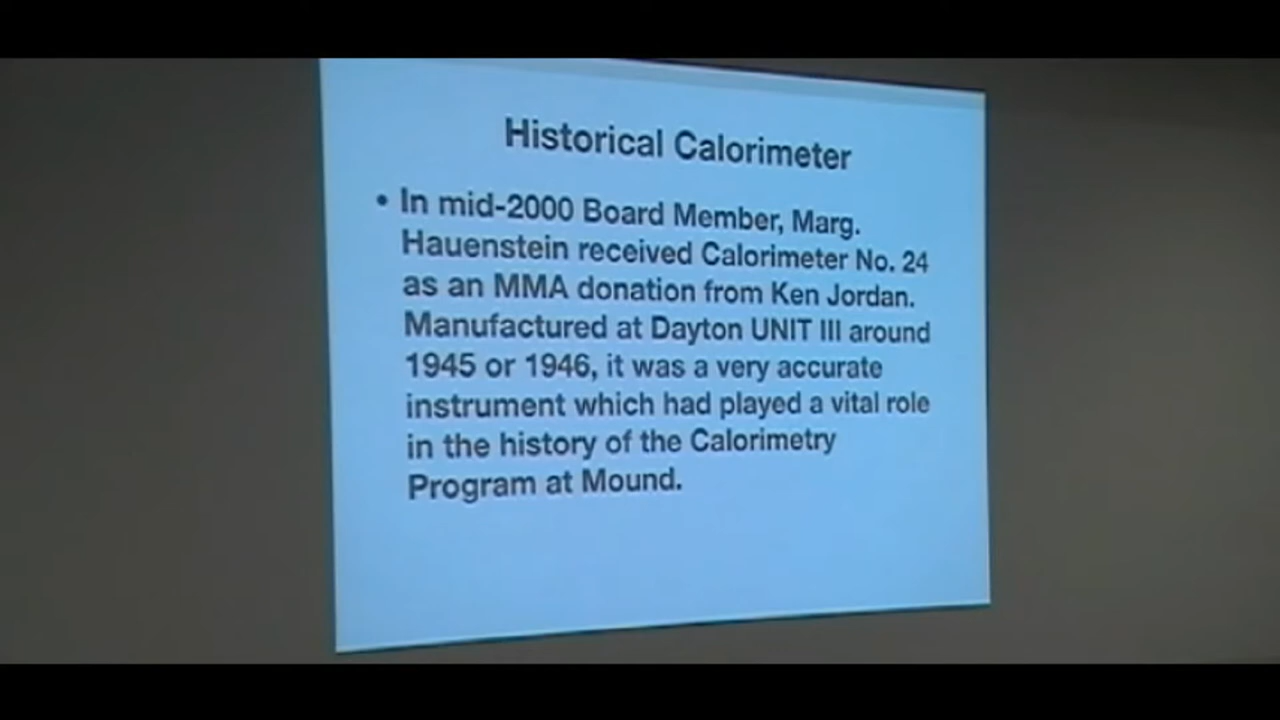 Historical Calorimeter
• In mid-2000 Board Member, Marg.
Hauenstein received Calorimeter No. 24
as an MMA donation from Ken Jordan.
Manufactured at Dayton UNIT III around
1945 or 1946, it was a very accurate
instrument which had played a vital role
in the history of the Calorimetry
Program at Mound.